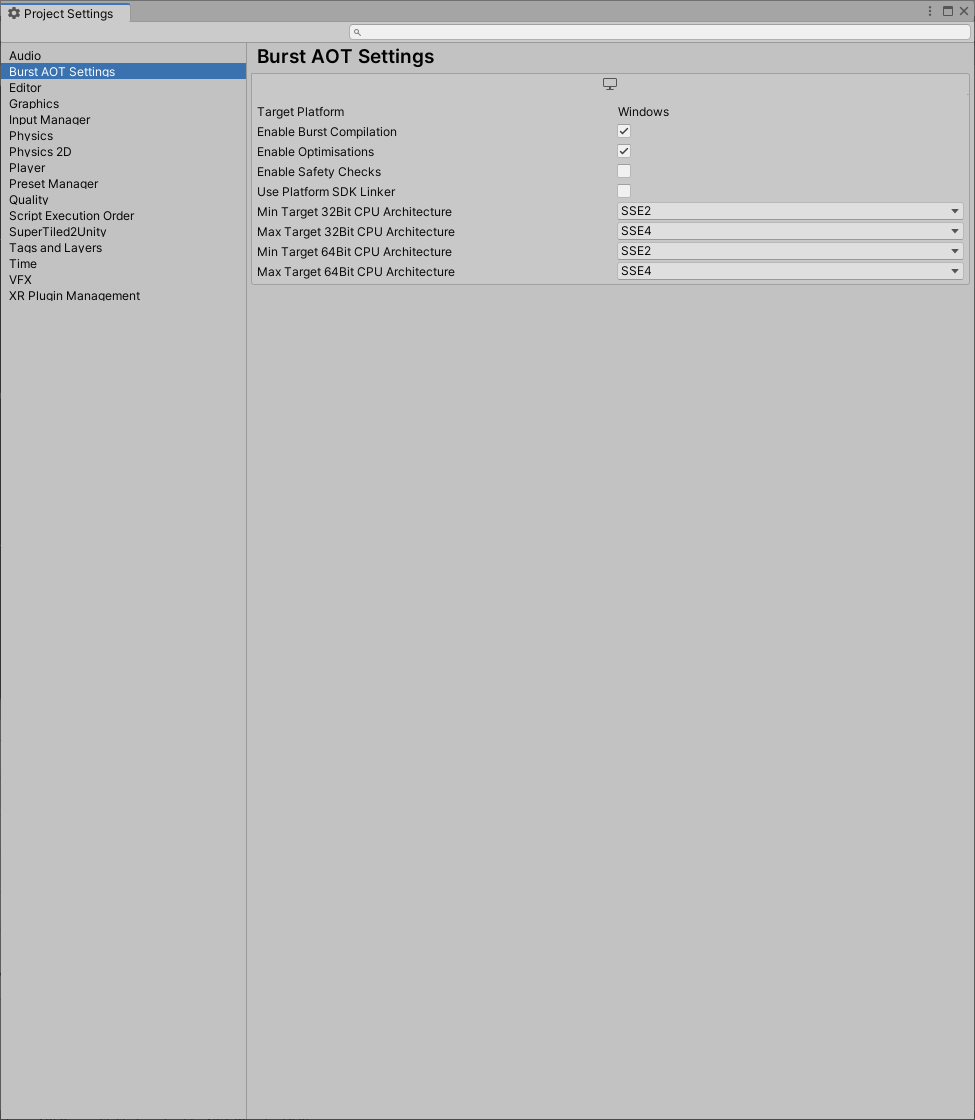 Project Settings
Audio
Burst AOT Settings
Editor
Graphics
Input Manager
Physics
Physics 2D
Player
Preset Manager
Quality
Script Execution Order
SuperTiled2Unity
Tags and Layers
Time
VFX
XR Plugin Management
Burst AOT Settings
Target Platform Windows
Enable Burst Compilation
Enable Optimisations
Enable Safety Checks
Use Platform SDK Linker
Min Target 32Bit CPU Architecture SSE2
Max Target 32Bit CPU Architecture SSE4
Min Target 64Bit CPU Architecture SSE2
Max Target 64Bit CPU Architecture SSE4